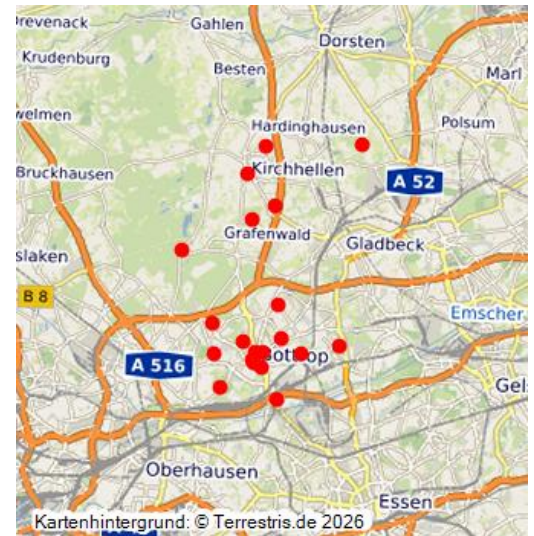 Drevenack
Gahlen
Dorsten
Krudenburg
Besten
Marl
welmen
Hardinghausen
Polsum
Bruckhausen
Kirchhellen
A 52
Grafenwald
Gladbeck
slaken
B 8
Emscher
Bottrop
A 516
Gels
Oberhausen
Essen
Kartenhintergrund: © Terrestris.de 2026